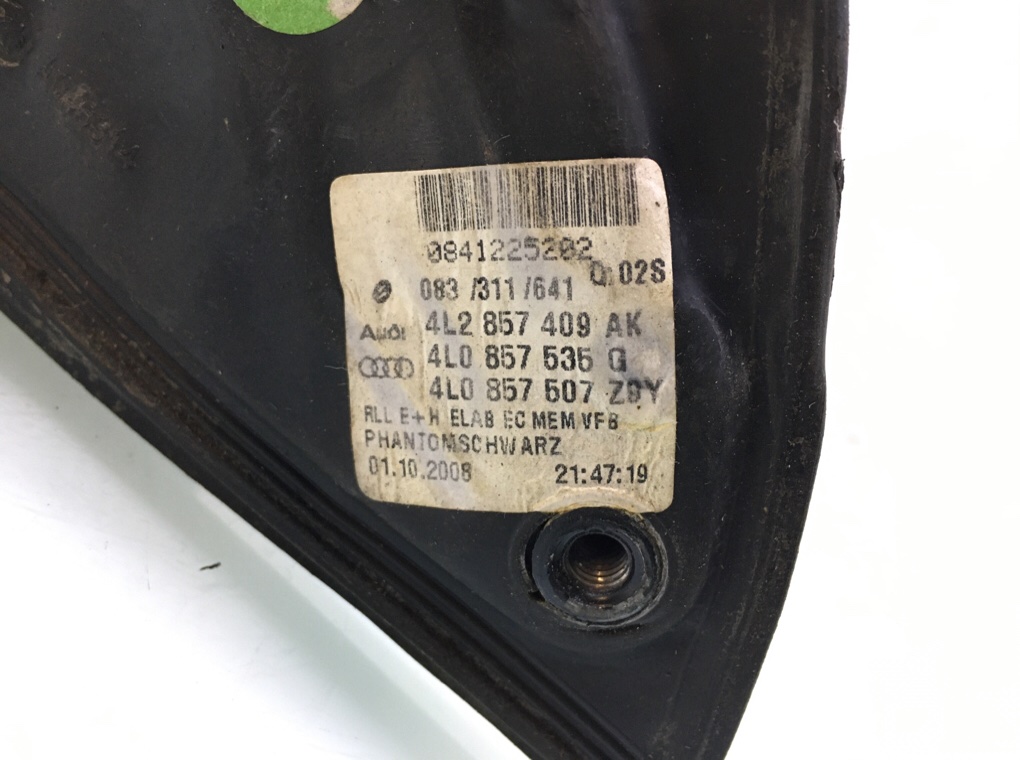 0841225202
Q 02S
083 /311 /641
Audi 4L2 857 409 AK
4L0 857 535 G
4L0 857 507 Z9Y
RLL E+H ELAB EC MEM VFB
PHANTOMSCHWARZ
01.10.2008 21:47:19